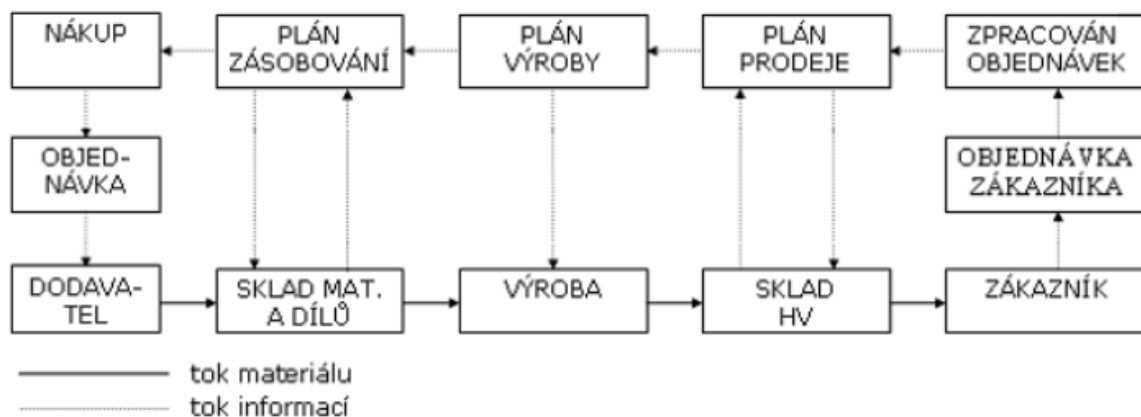 NÁKUP
PLÁN
ZÁSOBOVÁNÍ
PLÁN
VÝROBY
PLÁN
PRODEJE
ZPRACOVÁN
OBJEDNÁVEK
OBJED-
NÁVKA
OBJEDNÁVKA
ZÁKAZNÍKA
DODAVA-
TEL
SKLAD MAT.
A DÍLŮ
VÝROBA
SKLAD
HV
ZÁKAZNÍK
tok materiálu
tok informací